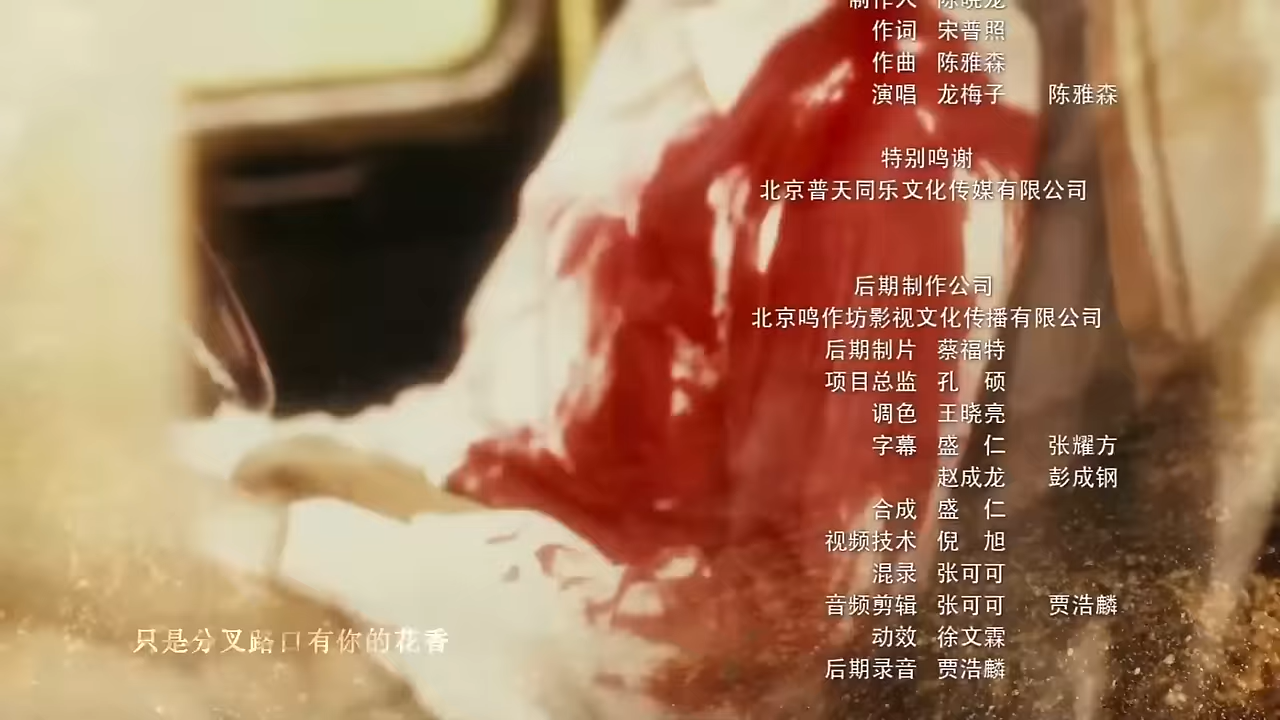 制作人 陈晓龙
作词 宋普照
作曲 陈雅森
演唱 龙梅子 陈雅森
特别鸣谢
北京普天同乐文化传媒有限公司
后期制作公司
北京鸣作坊影视文化传播有限公司
后期制片 蔡福特
项目总监 孔 硕
调色 王晓亮
字幕 盛 仁 张耀方
赵成龙 彭成钢
合成 盛 仁
视频技术 倪 旭
混录 张可可
音频剪辑 张可可 贾浩麟
动效 徐文霖
后期录音 贾浩麟
只是分叉路口有你的花香